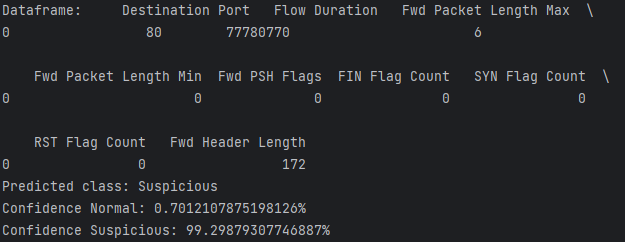 Dataframe:     Destination Port   Flow Duration   Fwd Packet Length Max  \
0                80        77780770                      6

    Fwd Packet Length Min  Fwd PSH Flags  FIN Flag Count   SYN Flag Count  \
0                       0              0               0                0

    RST Flag Count   Fwd Header Length
0                0                 172
Predicted class: Suspicious
Confidence Normal: 0.7012107875198126%
Confidence Suspicious: 99.29879307746887%